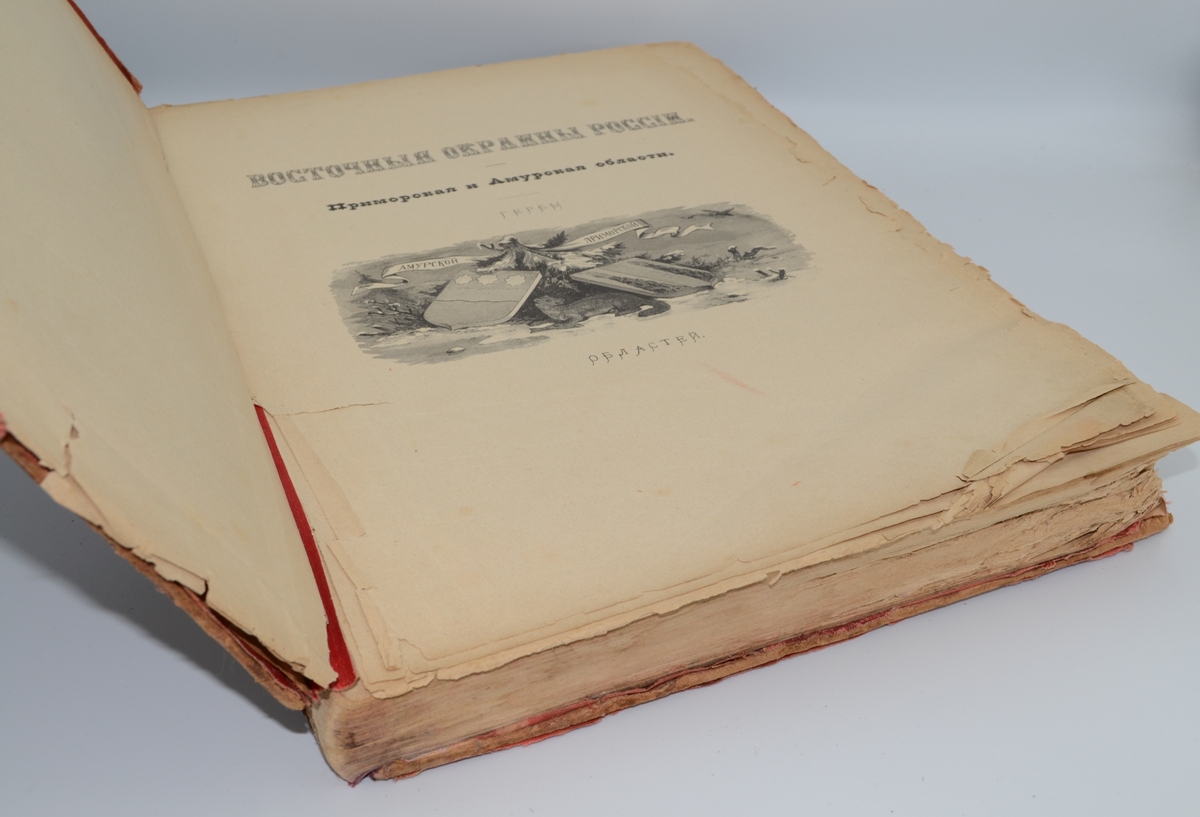 ВОСТОЧНЫЯ ОКРАИНЫ РОССІИ.
Приморская и Амурская области.
ГЕРБЫ
АМУРСКОЙ
ПРИМОРСКОЙ
ОБЛАСТЕЙ.